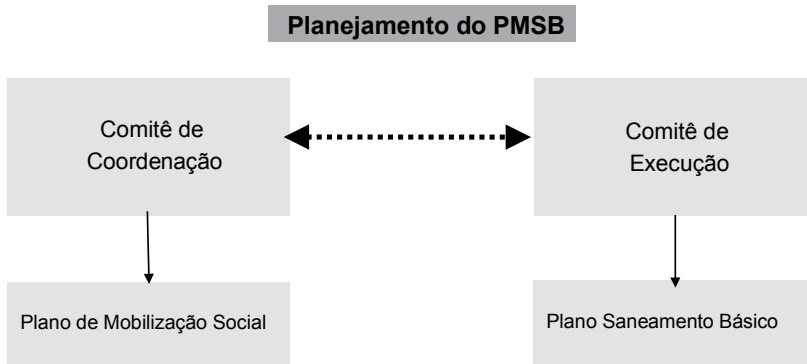 Planejamento do PMSB
Comitê de
Coordenação
Comitê de
Execução
Plano de Mobilização Social
Plano Saneamento Básico